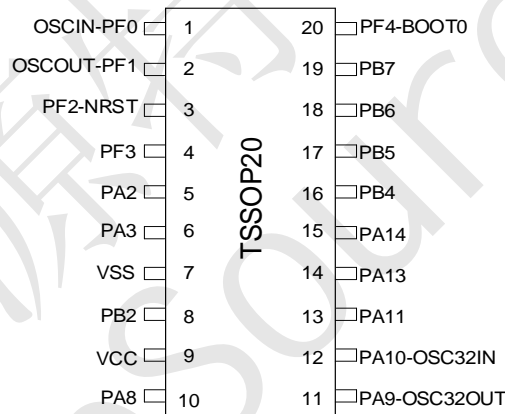 OSCIN-PF0 1 20 PF4-BOOT0
OSCOUT-PF1 2 19 PB7
PF2-NRST 3 18 PB6
PF3 4 17 PB5
PA2 5 16 PB4
PA3 6 15 PA14
VSS 7 14 PA13
PB2 8 13 PA11
VCC 9 12 PA10-OSC32IN
PA8 10 11 PA9-OSC32OUT
TSSOP20